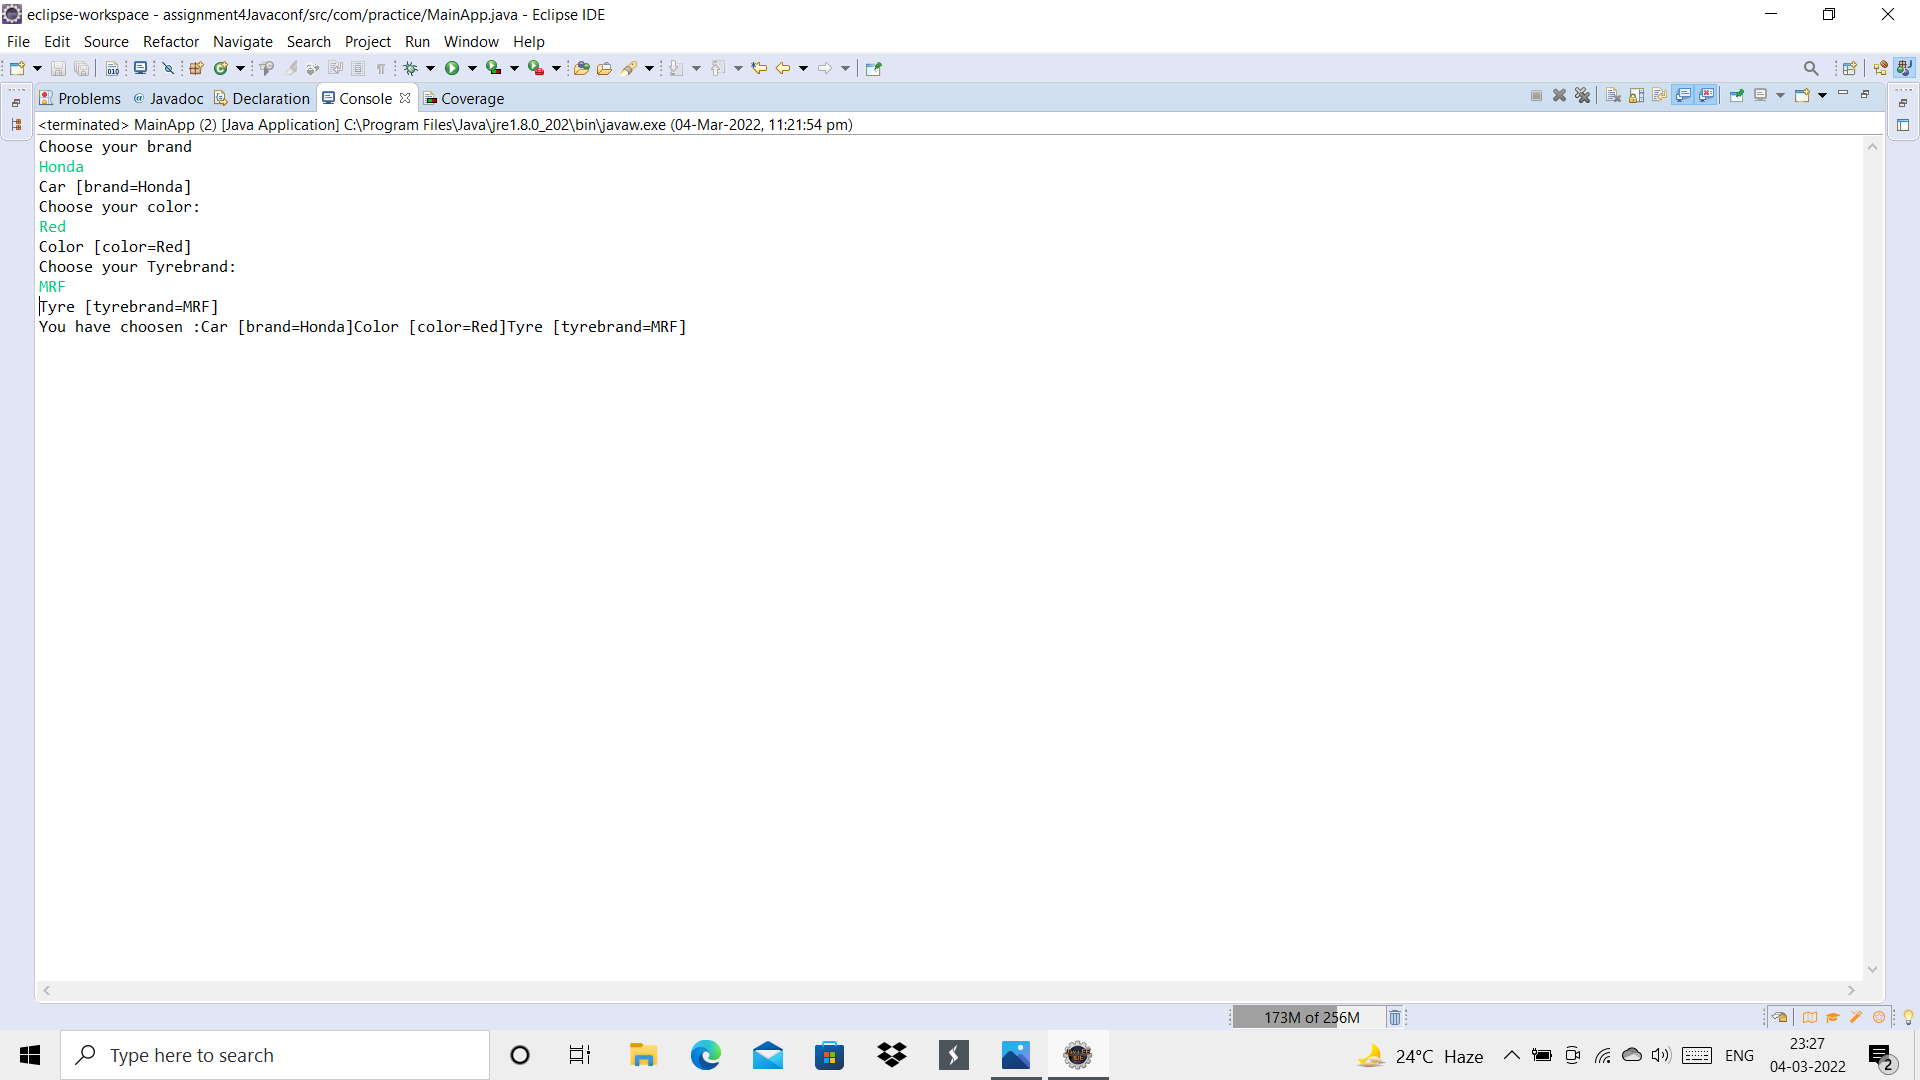 eclipse-workspace - assignment4Javaconf/src/com/practice/MainApp.java - Eclipse IDE
File Edit Source Refactor Navigate Search Project Run Window Help
Problems @ Javadoc Declaration Console Coverage
<terminated> MainApp (2) [Java Application] C:\Program Files\Java\jre1.8.0_202\bin\javaw.exe (04-Mar-2022, 11:21:54 pm)
Choose your brand
Honda
Car [brand=Honda]
Choose your color:
Red
Color [color=Red]
Choose your Tyrebrand:
MRF
Tyre [tyrebrand=MRF]
You have choosen :Car [brand=Honda]Color [color=Red]Tyre [tyrebrand=MRF]
173M of 256M
Type here to search
24°C Haze
ENG
23:27
04-03-2022
2